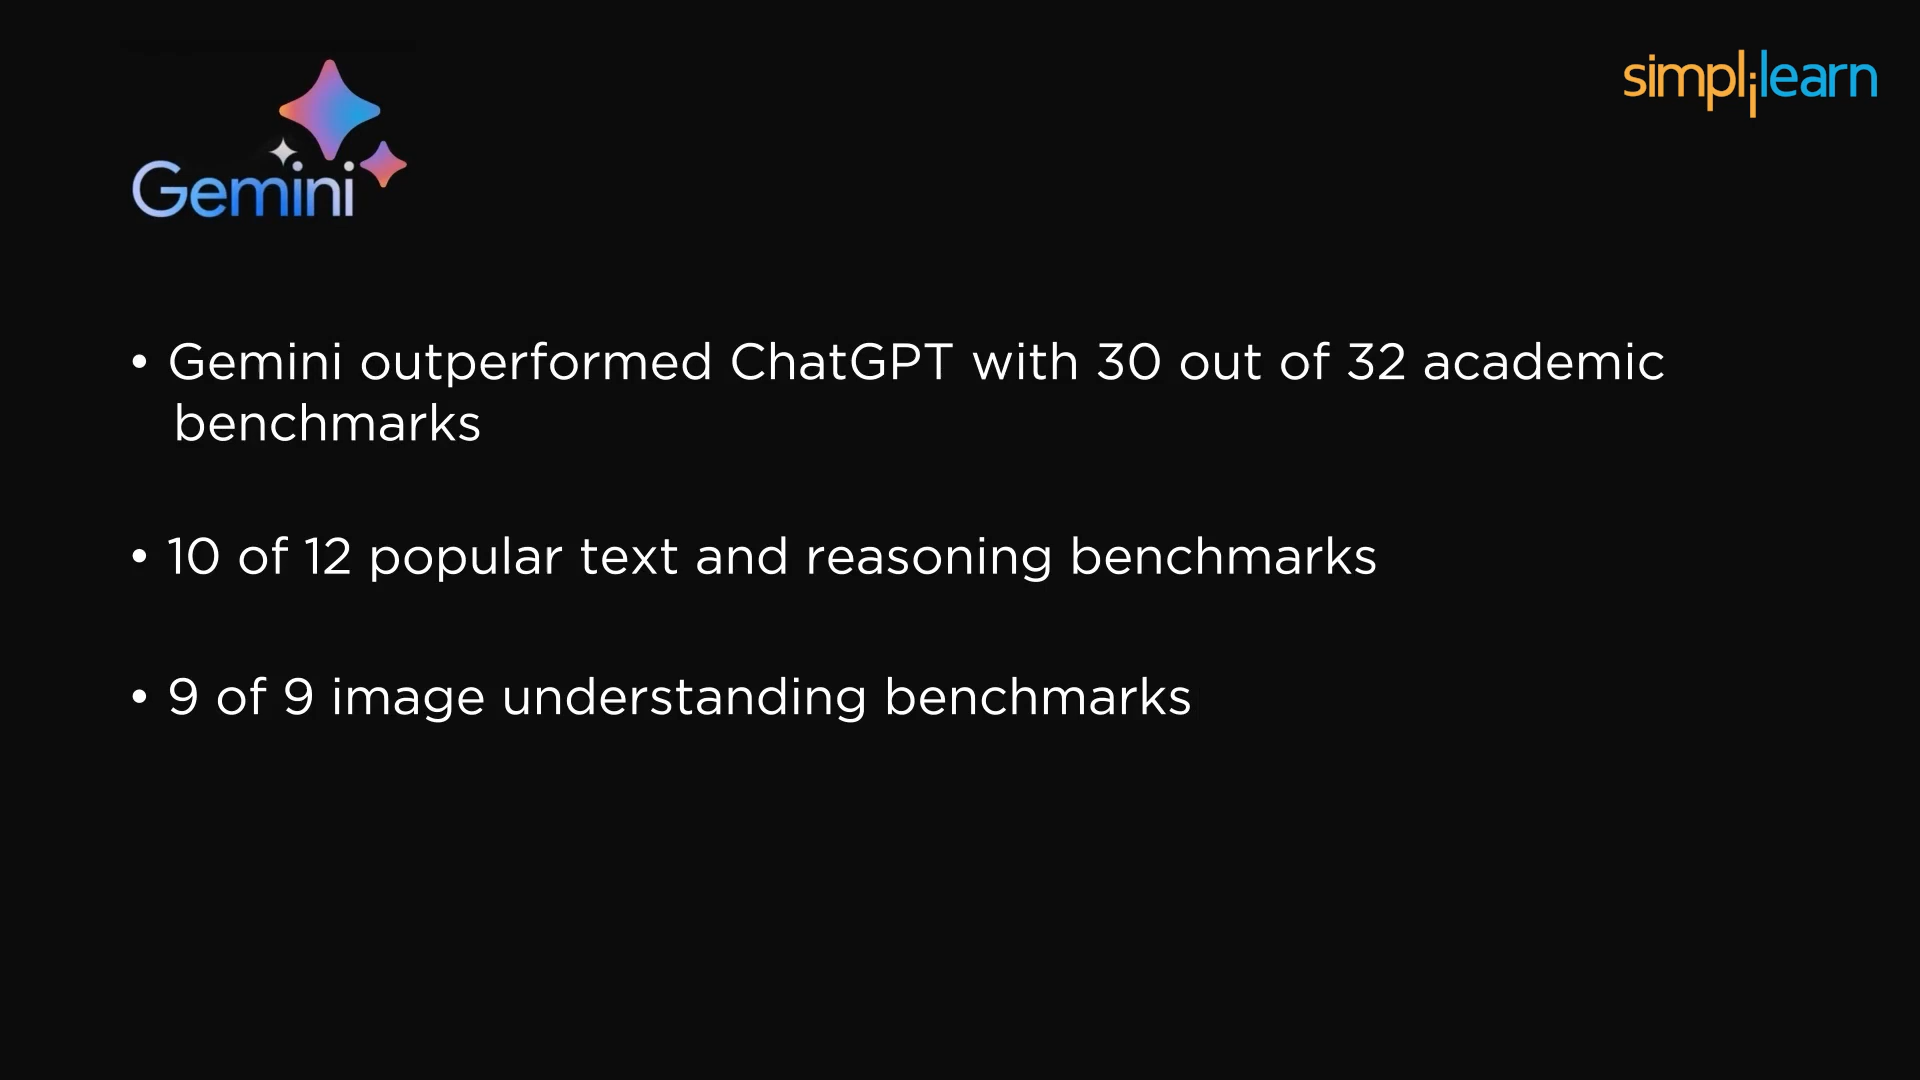 Gemini
simplilearn
• Gemini outperformed ChatGPT with 30 out of 32 academic
benchmarks
• 10 of 12 popular text and reasoning benchmarks
• 9 of 9 image understanding benchmarks